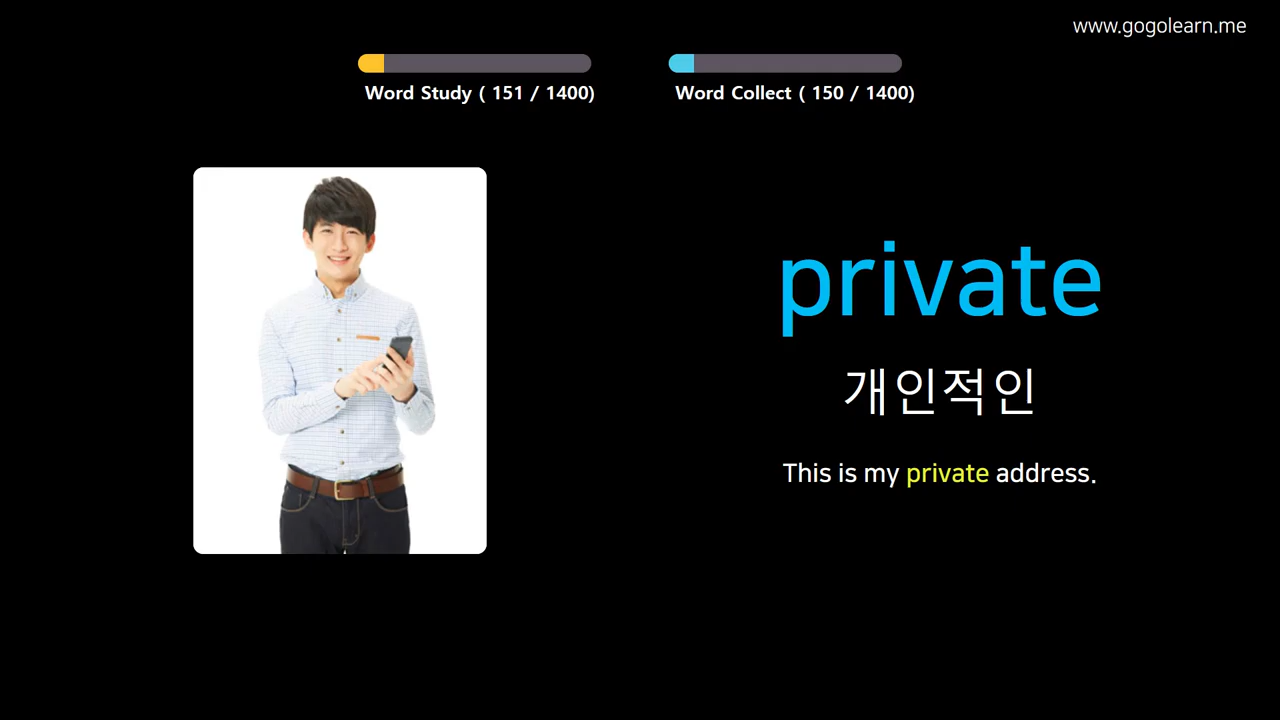 www.gogolearn.me
Word Study ( 151 / 1400)
Word Collect ( 150 / 1400)
private
개인적인
This is my private address.